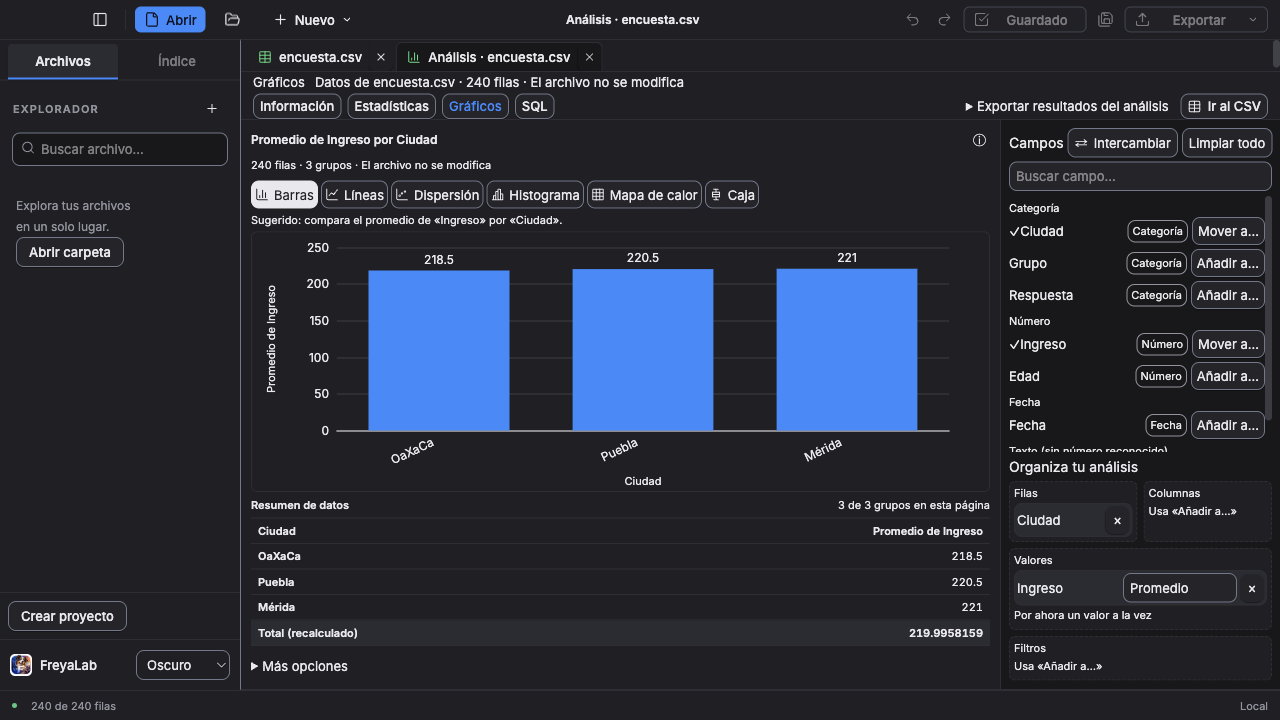 Abrir
Nuevo
Análisis · encuesta.csv
Guardado
Exportar
Archivos
Índice
encuesta.csv
Análisis · encuesta.csv
EXPLORADOR
Buscar archivo...
Explora tus archivos
en un solo lugar.
Abrir carpeta
Crear proyecto
FreyaLab
Oscuro
Gráficos Datos de encuesta.csv · 240 filas · El archivo no se modifica
Información
Estadísticas
Gráficos
SQL
Exportar resultados del análisis
Ir al CSV
Promedio de Ingreso por Ciudad
240 filas · 3 grupos · El archivo no se modifica
Barras
Líneas
Dispersión
Histograma
Mapa de calor
Caja
Sugerido: compara el promedio de «Ingreso» por «Ciudad».
Promedio de Ingreso
250
200
150
100
50
0
218.5
220.5
221
OaXaCa
Puebla
Mérida
Ciudad
Resumen de datos
3 de 3 grupos en esta página
Ciudad Promedio de Ingreso
OaXaCa 218.5
Puebla 220.5
Mérida 221
Total (recalculado) 219.9958159
Más opciones
Campos
Intercambiar
Limpiar todo
Buscar campo...
Categoría
✓Ciudad Categoría Mover a...
Grupo Categoría Añadir a...
Respuesta Categoría Añadir a...
Número
✓Ingreso Número Mover a...
Edad Número Añadir a...
Fecha
Fecha Fecha Añadir a...
Texto (sin número reconocido)
Organiza tu análisis
Filas
Ciudad ×
Columnas
Usa «Añadir a...»
Valores
Ingreso Promedio ×
Por ahora un valor a la vez
Filtros
Usa «Añadir a...»
240 de 240 filas
Local